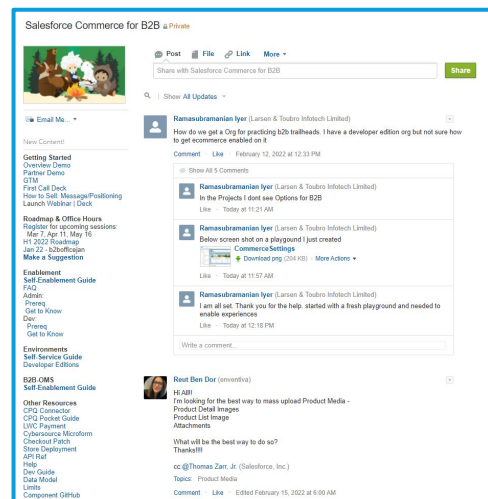 Salesforce Commerce for B2B Private
Post File Link More
Share with Salesforce Commerce for B2B
Share
Show All Updates
Email Me...
New Content!
Getting Started
Overview Demo
Partner Demo
GTM
First Call Deck
How to Sell: Message/Positioning
Launch Webinar | Deck
Roadmap & Office Hours
Register for upcoming sessions:
Mar 7, Apr 11, May 16
H1 2022 Roadmap
Jan 22 - b2bofficejan
Make a Suggestion
Enablement
Self-Enablement Guide
FAQ
Admin:
Prereq
Get to Know
Dev:
Prereq
Get to Know
Environments
Self-Service Guide
Developer Editions
B2B-OMS
Self-Enablement Guide
Other Resources
CPQ Connector
CPQ Pocket Guide
LWC Payment
Cybersource Microform
Checkout Patch
Store Deployment
API Ref
Help
Dev Guide
Data Model
Limits
Component GitHub
Ramasubramanian Iyer (Larsen & Toubro Infotech Limited)
How do we get a Org for practicing b2b trailheads. I have a developer edition org but not sure how
to get ecommerce enabled on it
Comment · Like · February 12, 2022 at 12:33 PM
Show All 5 Comments
Ramasubramanian Iyer (Larsen & Toubro Infotech Limited)
In the Projects I dont see Options for B2B
Like · Today at 11:21 AM
Ramasubramanian Iyer (Larsen & Toubro Infotech Limited)
Below screen shot on a playgound I just created
CommerceSettings
Download png (204 KB) · More Actions
Like · Today at 11:57 AM
Ramasubramanian Iyer (Larsen & Toubro Infotech Limited)
I am all set. Thank you for the help. started with a fresh playground and needed to
enable experiences
Like · Today at 12:18 PM
Write a comment...
Reut Ben Dor (enventiva)
Hi All!!!
I'm looking for the best way to mass upload Product Media -
Product Detail Images
Product List Image
Attachments
What will be the best way to do so?
Thanks!!!!
cc:@Thomas Zarr, Jr. (Salesforce, Inc.)
Topics: Product Media
Comment · Like · Edited February 15, 2022 at 6:00 AM